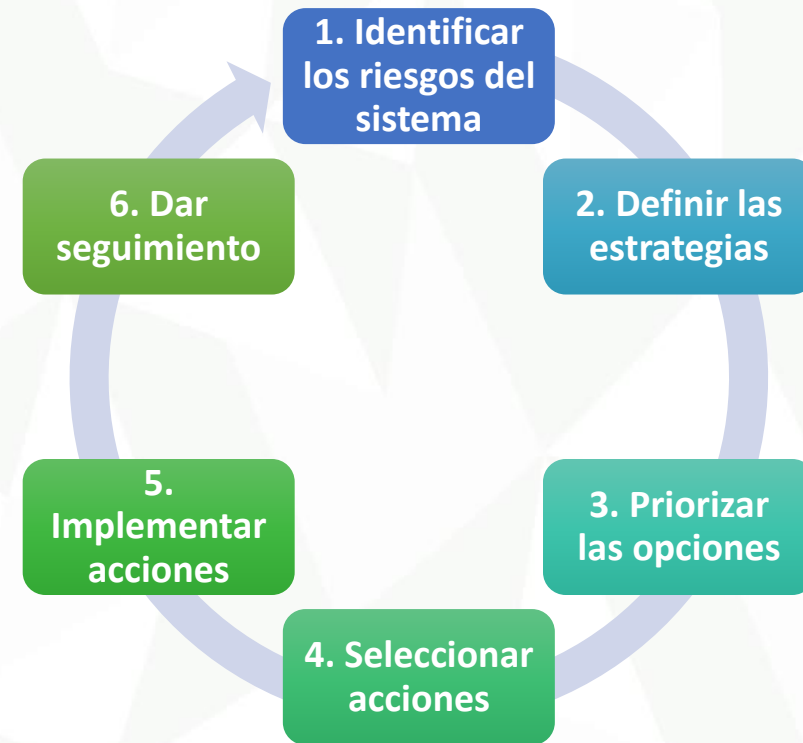 1. Identificar
los riesgos del
sistema
2. Definir las
estrategias
3. Priorizar
las opciones
4. Seleccionar
acciones
5.
Implementar
acciones
6. Dar
seguimiento